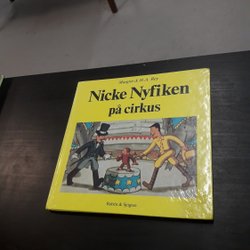 Margret & H.A. Rey
Nicke Nyfiken
på cirkus
Rabén & Sjögren